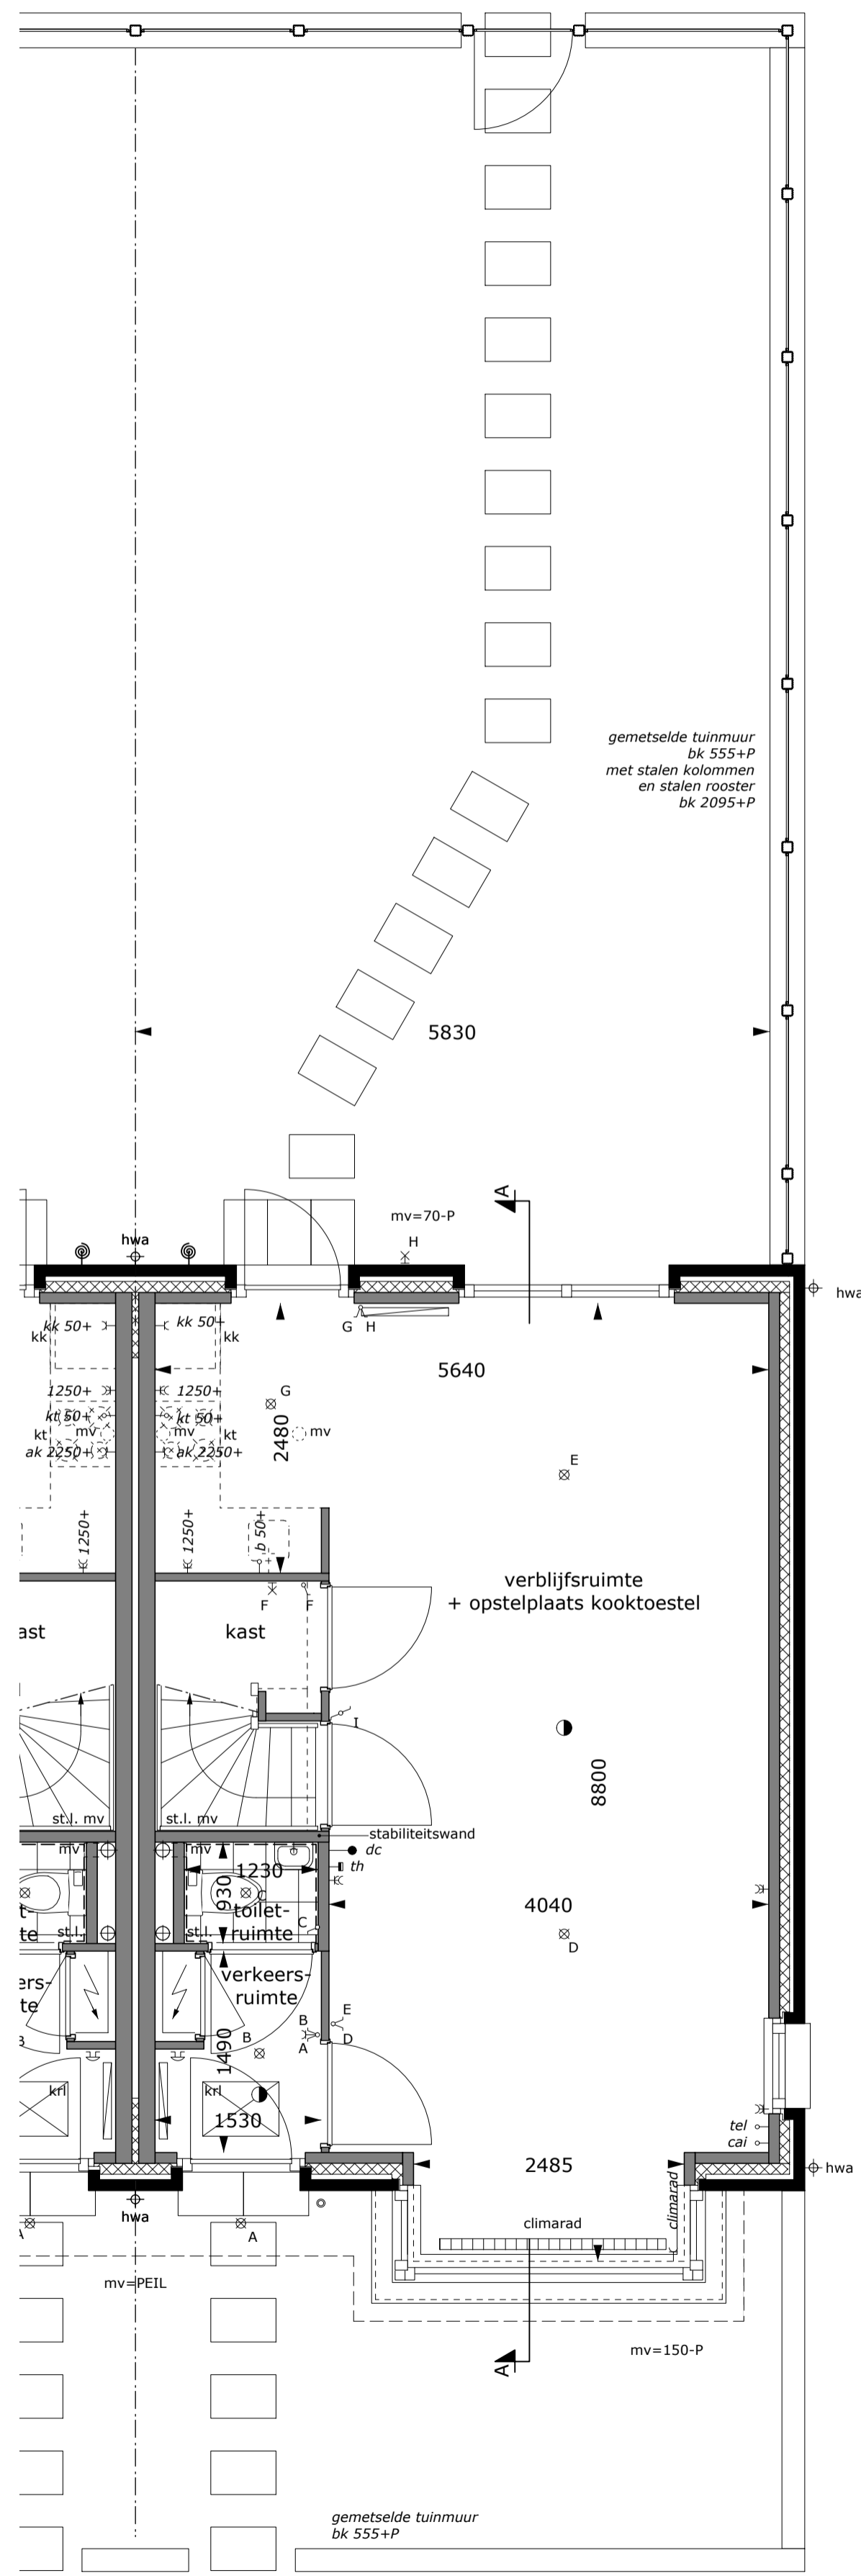 gemetselde tuinmuur
bk 555+P
met stalen kolommen
en stalen rooster
bk 2095+P
5830
A
mv=70-P
hwa
H
hwa
G H
kk 50+
kk
kk 50+
kk
5640
1250+
1250+
G
kt 50+
kt 50+
mv
mv
mv
kt
kt
2480
ak 2250+
ak 2250+
E
1250+
1250+
b 50+
verblijfsruimte
+ opstelplaats kooktoestel
F
F
ast
kast
I
8800
st.l. mv
st.l. mv
stabiliteitswand
mv
mv
dc
th
1230
930
C
4040
t-
te
toilet-
ruimte
C
st.l.
st.l.
D
ers-
te
verkeers-
ruimte
E
B
D
A
B
B
1490
krl
krl
1530
tel
cai
2485
hwa
climarad
climarad
hwa
A
A
mv=PEIL
mv=150-P
A
gemetselde tuinmuur
bk 555+P